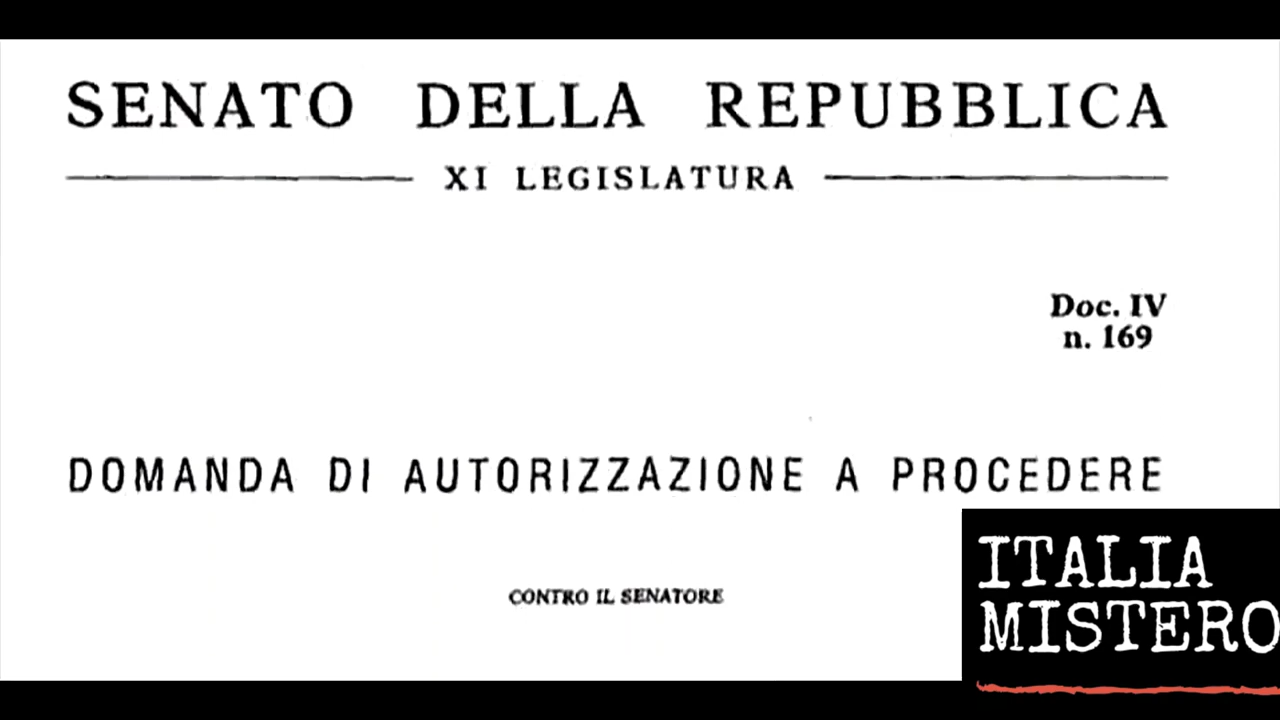 SENATO DELLA REPUBBLICA
XI LEGISLATURA
Doc. IV
n. 169
DOMANDA DI AUTORIZZAZIONE A PROCEDERE
CONTRO IL SENATORE
ITALIA
MISTERO